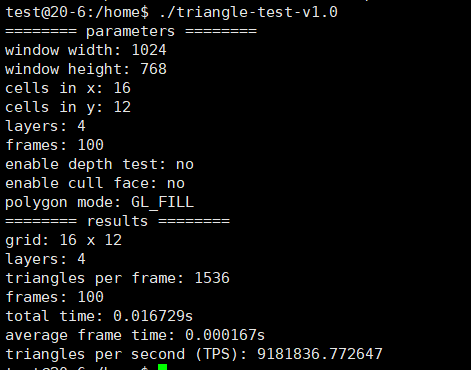 test@20-6:/home$ ./triangle-test-v1.0
======== parameters ========
window width: 1024
window height: 768
cells in x: 16
cells in y: 12
layers: 4
frames: 100
enable depth test: no
enable cull face: no
polygon mode: GL_FILL
======== results ========
grid: 16 x 12
layers: 4
triangles per frame: 1536
frames: 100
total time: 0.016729s
average frame time: 0.000167s
triangles per second (TPS): 9181836.772647
test@20-6:/home$